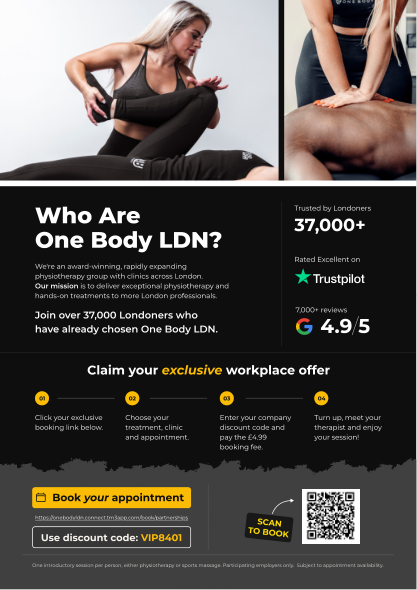 Who Are
One Body LDN?
We're an award-winning, rapidly expanding
physiotherapy group with clinics across London.
Our mission is to deliver exceptional physiotherapy and
hands-on treatments to more London professionals.
Join over 37,000 Londoners who
have already chosen One Body LDN.
Trusted by Londoners
37,000+
Rated Excellent on
Trustpilot
7,000+ reviews
G 4.9/5
Claim your exclusive workplace offer
01
Click your exclusive
booking link below.
02
Choose your
treatment, clinic
and appointment.
03
Enter your company
discount code and
pay the £4.99
booking fee.
04
Turn up, meet your
therapist and enjoy
your session!
Book your appointment
https://onebodyldn.connect.tm3app.com/book/partnerships
Use discount code: VIP8401
SCAN
TO BOOK
One introductory session per person, either physiotherapy or sports massage. Participating employers only. Subject to appointment availability.